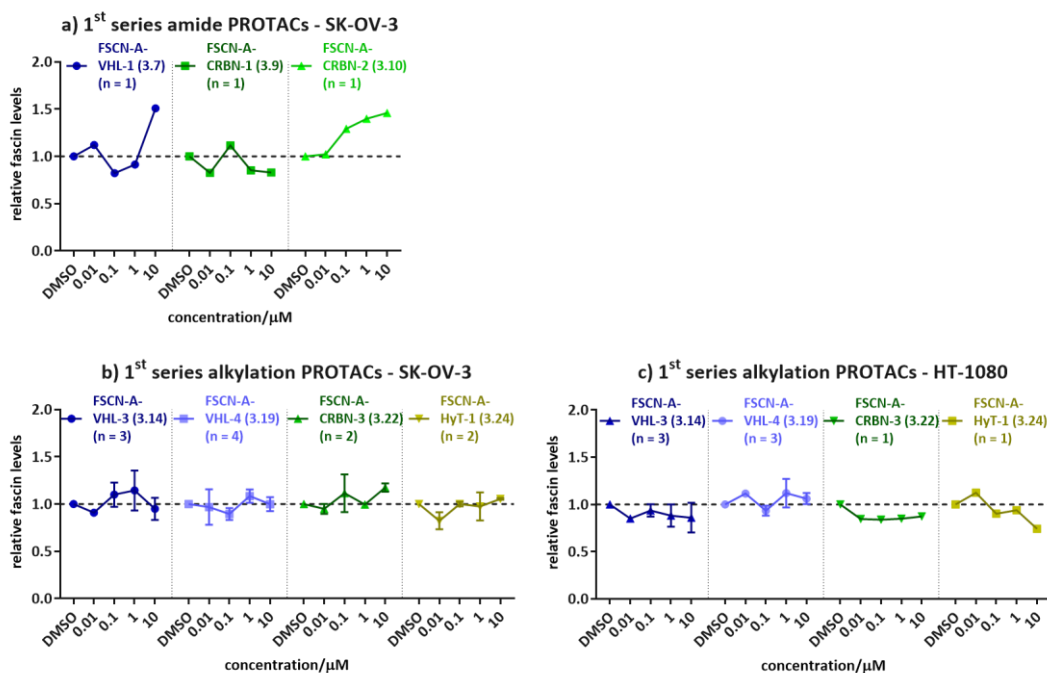 a) 1st series amide PROTACs - SK-OV-3
FSCN-A-
VHL-1 (3.7)
(n = 1)
FSCN-A-
CRBN-1 (3.9)
(n = 1)
FSCN-A-
CRBN-2 (3.10)
(n = 1)
relative fascin levels
2.0
1.5
1.0
0.5
0.0
DMSO 0.01 0.1 1 10 DMSO 0.01 0.1 1 10 DMSO 0.01 0.1 1 10
concentration/μM
b) 1st series alkylation PROTACs - SK-OV-3
FSCN-A-
VHL-3 (3.14)
(n = 3)
FSCN-A-
VHL-4 (3.19)
(n = 4)
FSCN-A-
CRBN-3 (3.22)
(n = 2)
FSCN-A-
HyT-1 (3.24)
(n = 2)
relative fascin levels
2.0
1.5
1.0
0.5
0.0
DMSO 0.01 0.1 1 10 DMSO 0.01 0.1 1 10 DMSO 0.01 0.1 1 10 DMSO 0.01 0.1 1 10
concentration/μM
c) 1st series alkylation PROTACs - HT-1080
FSCN-A-
VHL-3 (3.14)
(n = 3)
FSCN-A-
VHL-4 (3.19)
(n = 3)
FSCN-A-
CRBN-3 (3.22)
(n = 1)
FSCN-A-
HyT-1 (3.24)
(n = 1)
relative fascin levels
2.0
1.5
1.0
0.5
0.0
DMSO 0.01 0.1 1 10 DMSO 0.01 0.1 1 10 DMSO 0.01 0.1 1 10 DMSO 0.01 0.1 1 10
concentration/μM